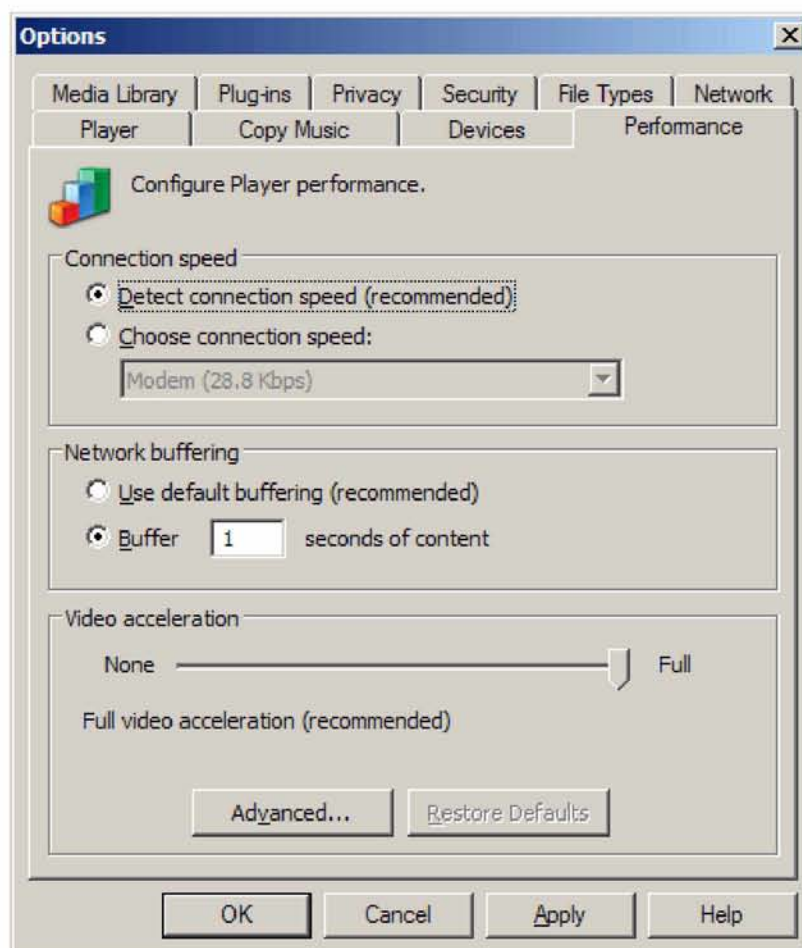 Options
Media Library Plug-ins Privacy Security File Types Network
Player Copy Music Devices Performance
Configure Player performance.
Connection speed
Detect connection speed (recommended)
Choose connection speed:
Modem (28.8 Kbps)
Network buffering
Use default buffering (recommended)
Buffer 1 seconds of content
Video acceleration
None Full
Full video acceleration (recommended)
Advanced... Restore Defaults
OK Cancel Apply Help